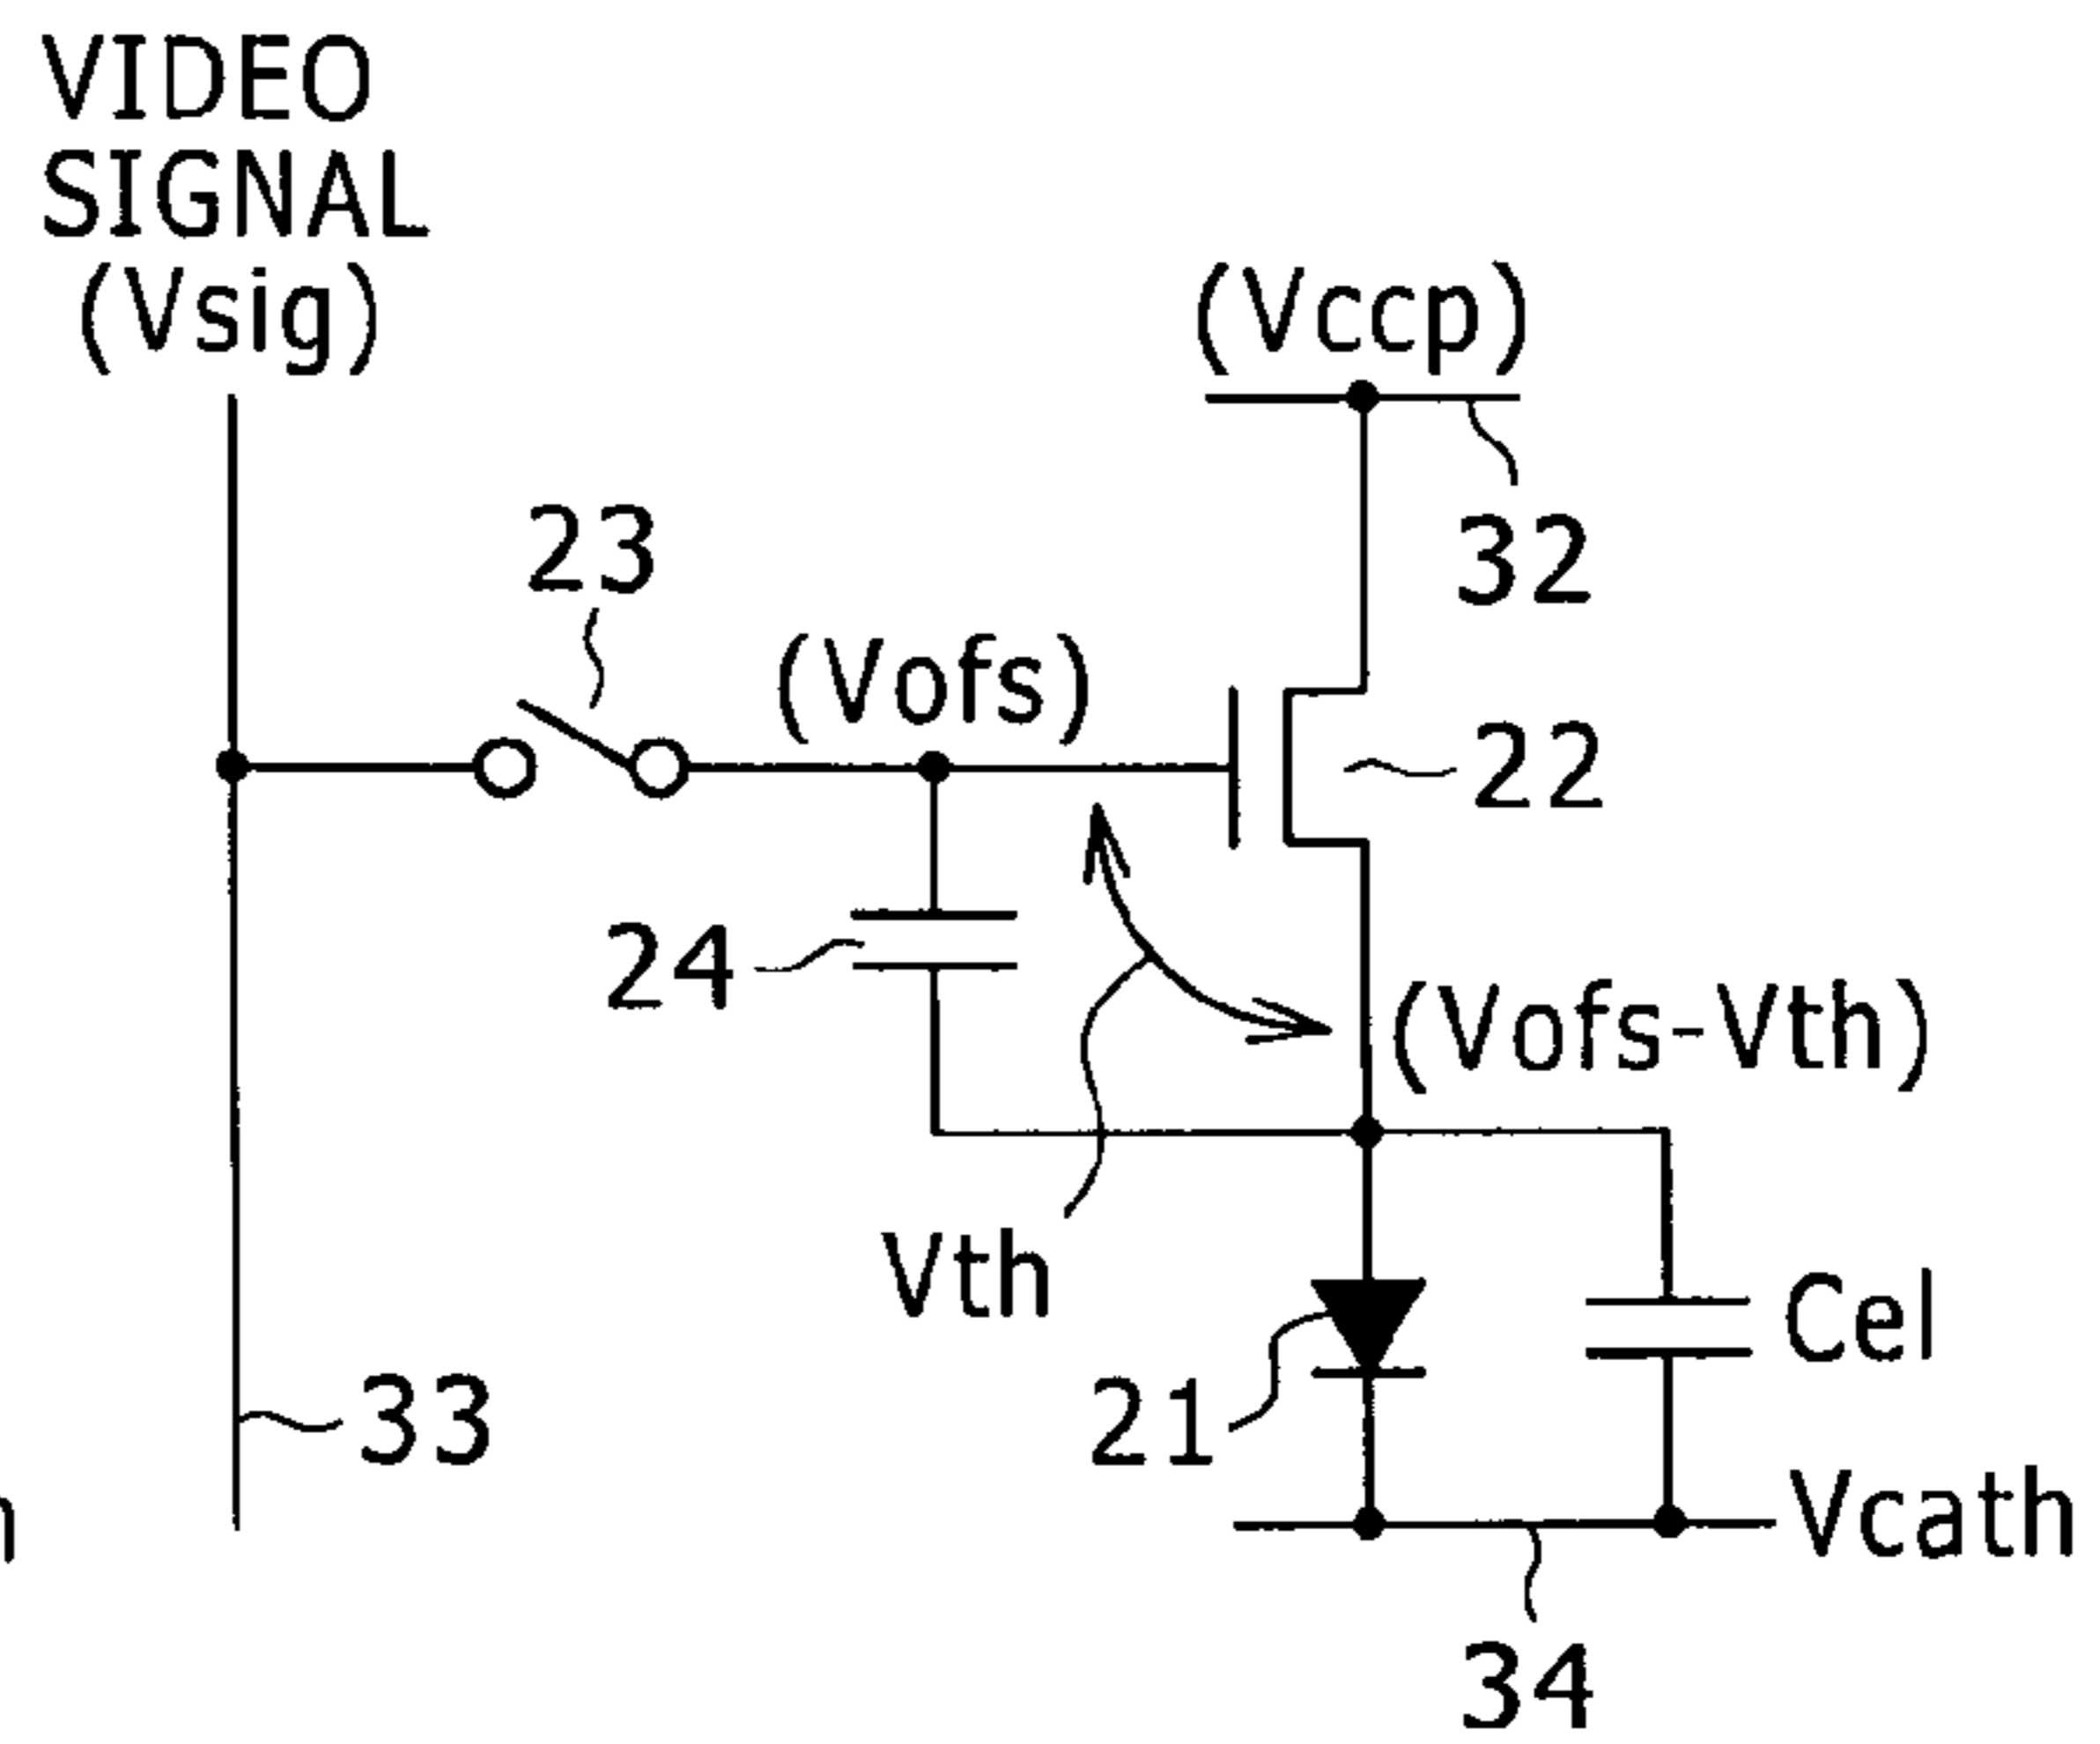 VIDEO
SIGNAL
(Vsig)
(Vccp)
32
23
(Vofs)
22
24
(Vofs-Vth)
Vth
Cel
21
33
Vcath
34